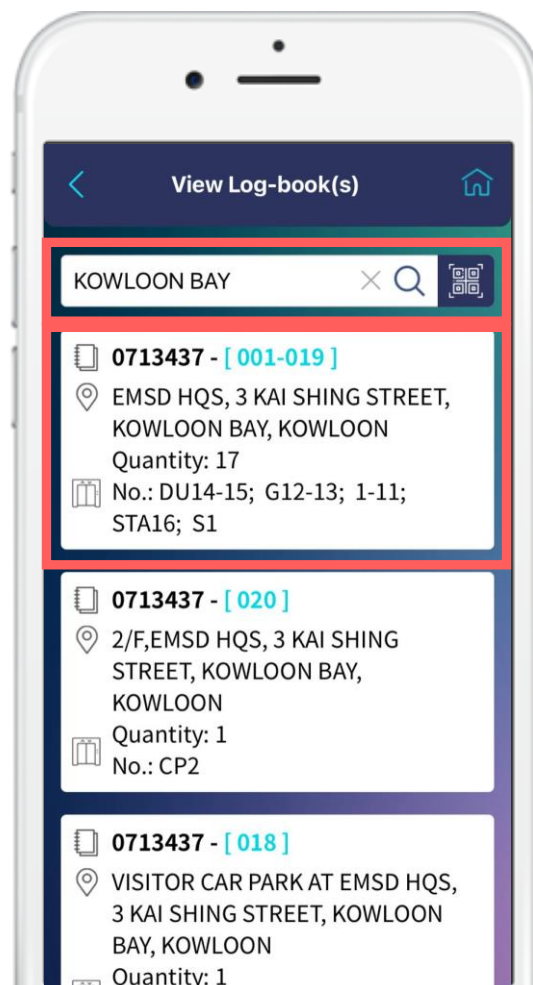 View Log-book(s)
KOWLOON BAY
0713437 - [ 001-019 ]
EMSD HQS, 3 KAI SHING STREET,
KOWLOON BAY, KOWLOON
Quantity: 17
No.: DU14-15; G12-13; 1-11;
STA16; S1
0713437 - [ 020 ]
2/F,EMSD HQS, 3 KAI SHING
STREET, KOWLOON BAY,
KOWLOON
Quantity: 1
No.: CP2
0713437 - [ 018 ]
VISITOR CAR PARK AT EMSD HQS,
3 KAI SHING STREET, KOWLOON
BAY, KOWLOON
Quantity: 1